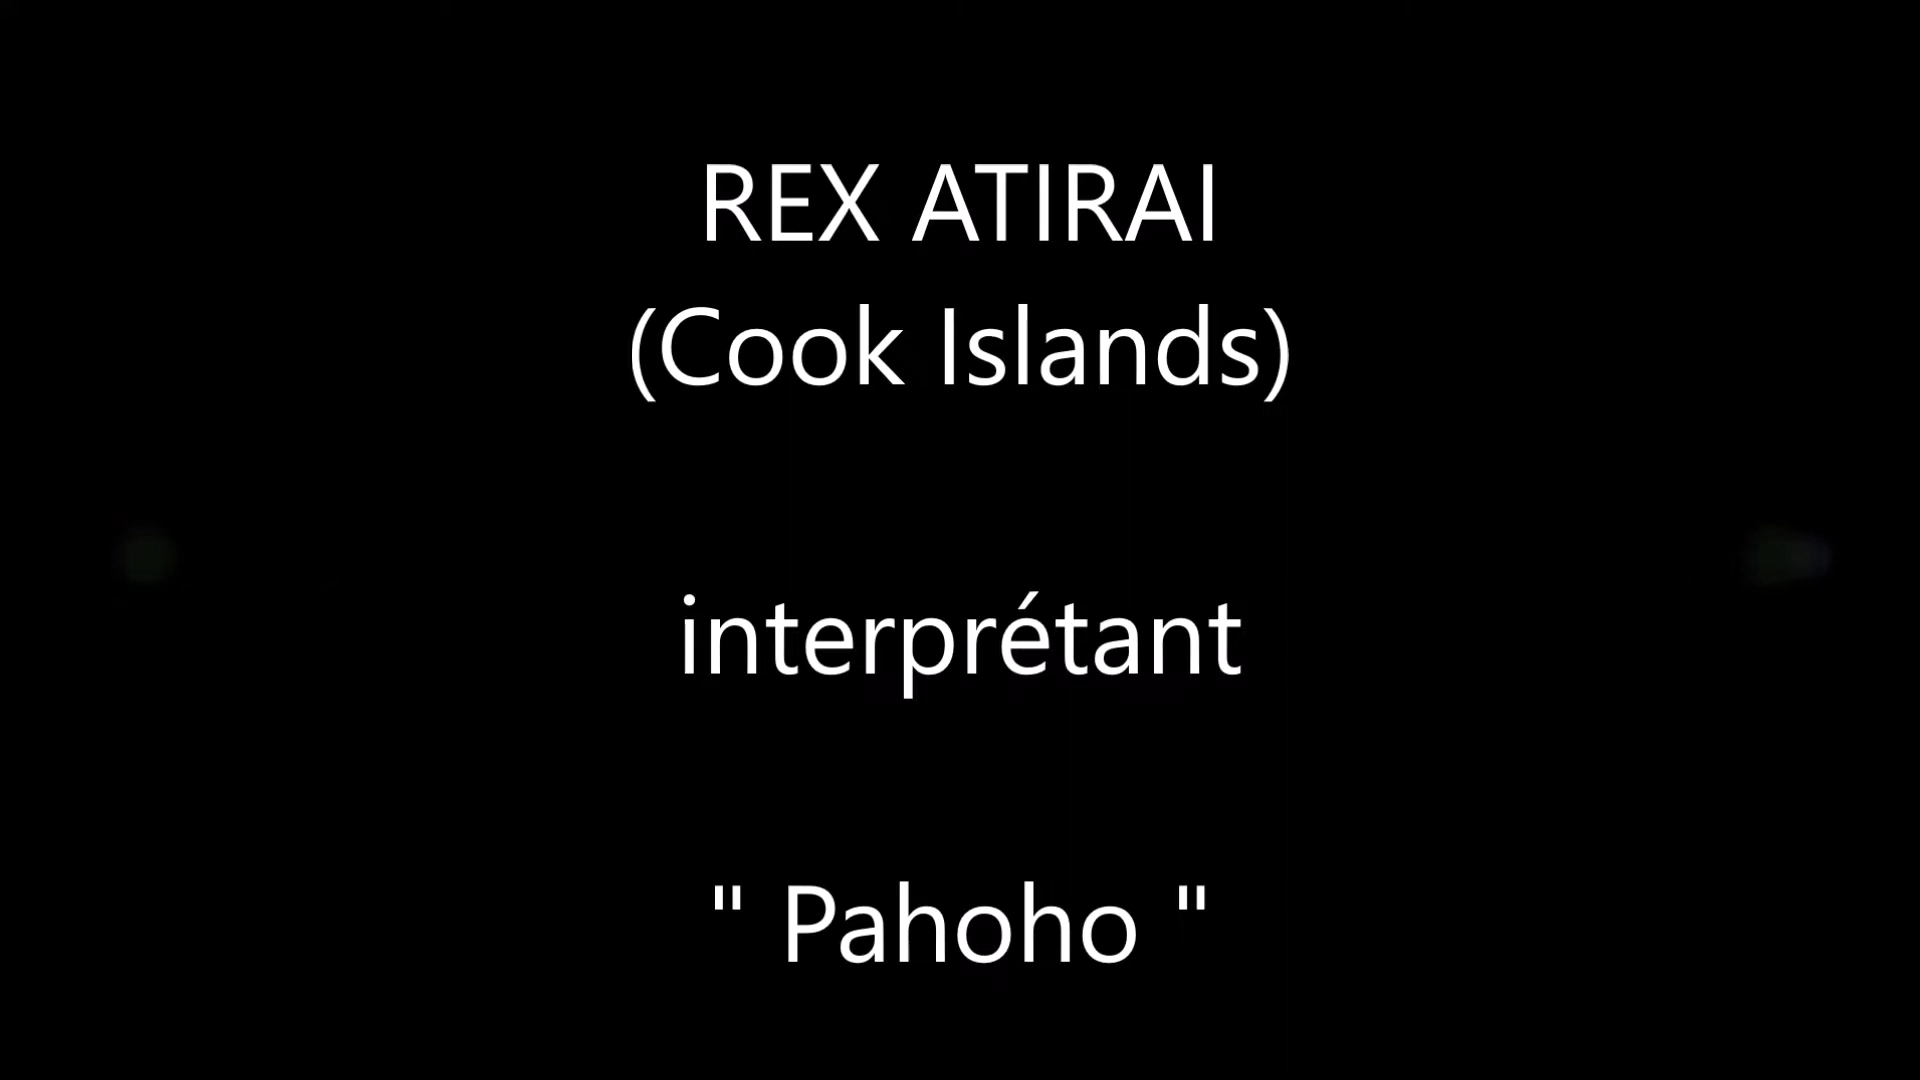 REX ATIRAI
(Cook Islands)
interprétant
" Pahoho "